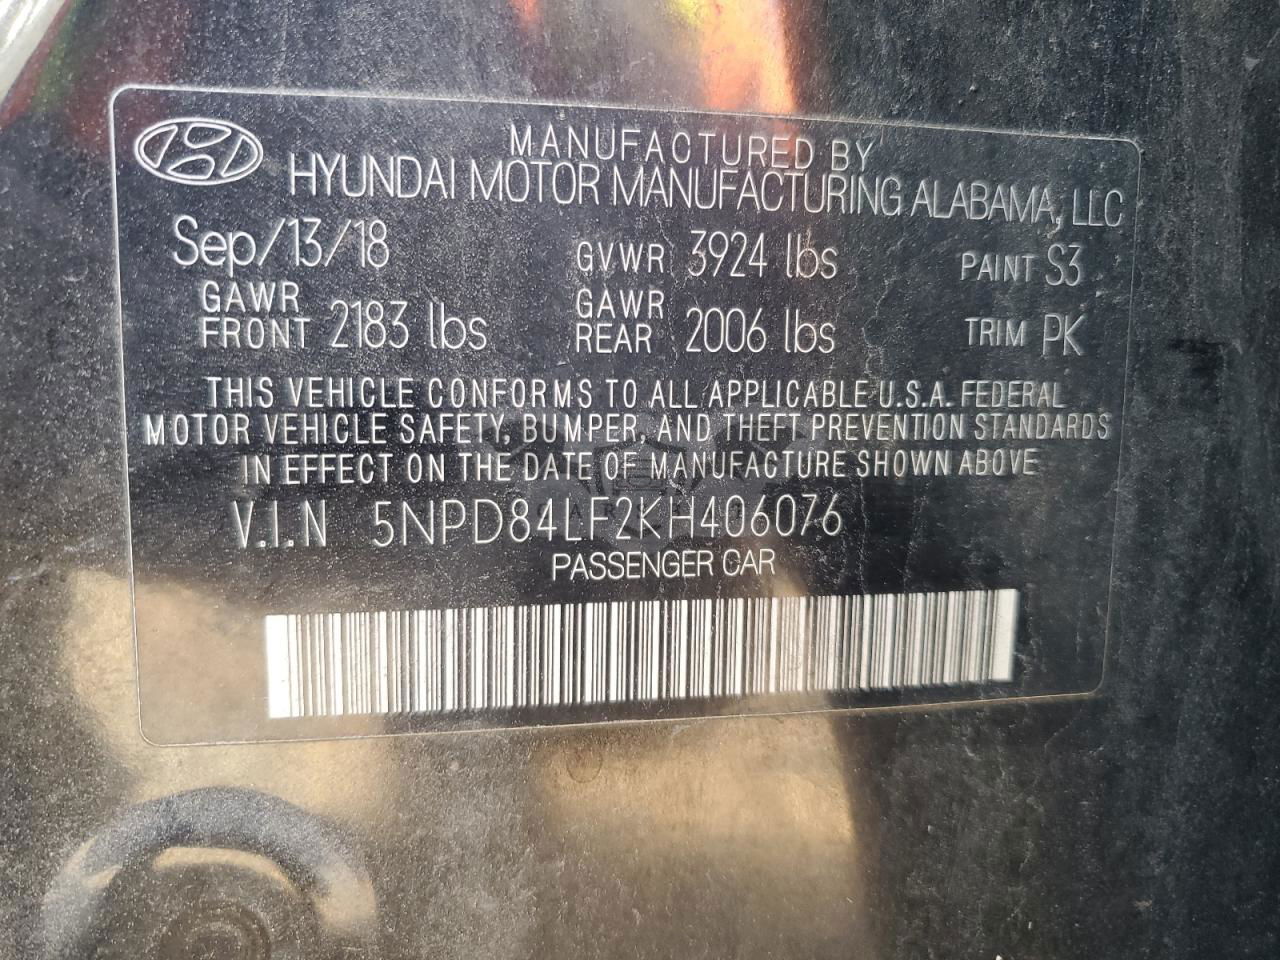 MANUFACTURED BY
HYUNDAI MOTOR MANUFACTURING ALABAMA, LLC
Sep/13/18 GVWR 3924 lbs PAINT S3
GAWR FRONT 2183 lbs GAWR REAR 2006 lbs TRIM PK
THIS VEHICLE CONFORMS TO ALL APPLICABLE U.S.A. FEDERAL
MOTOR VEHICLE SAFETY, BUMPER, AND THEFT PREVENTION STANDARDS
IN EFFECT ON THE DATE OF MANUFACTURE SHOWN ABOVE
V.I.N 5NPD84LF2KH406076
PASSENGER CAR